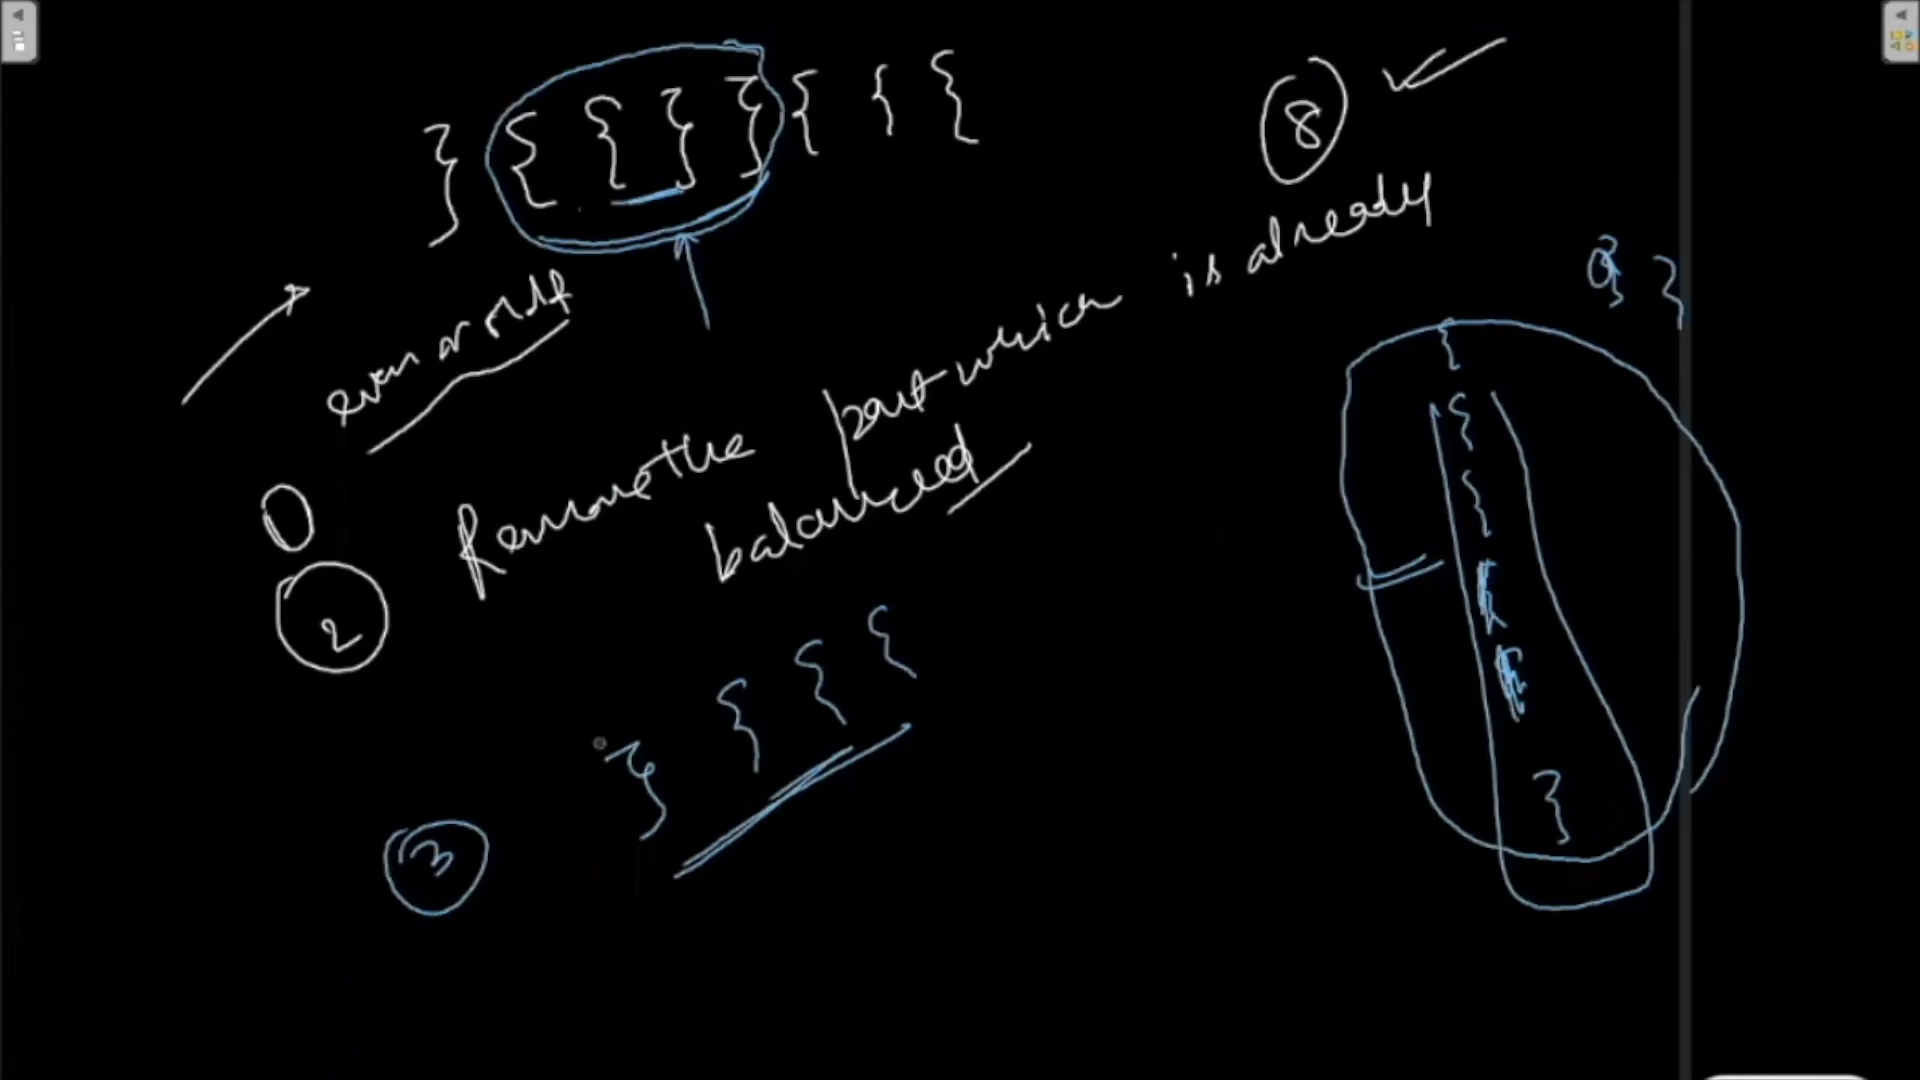 } { { } } { { {
8
even or odd
1
2
Remove the part which is already
balanced
} { { {
3
{
{
{
}
}